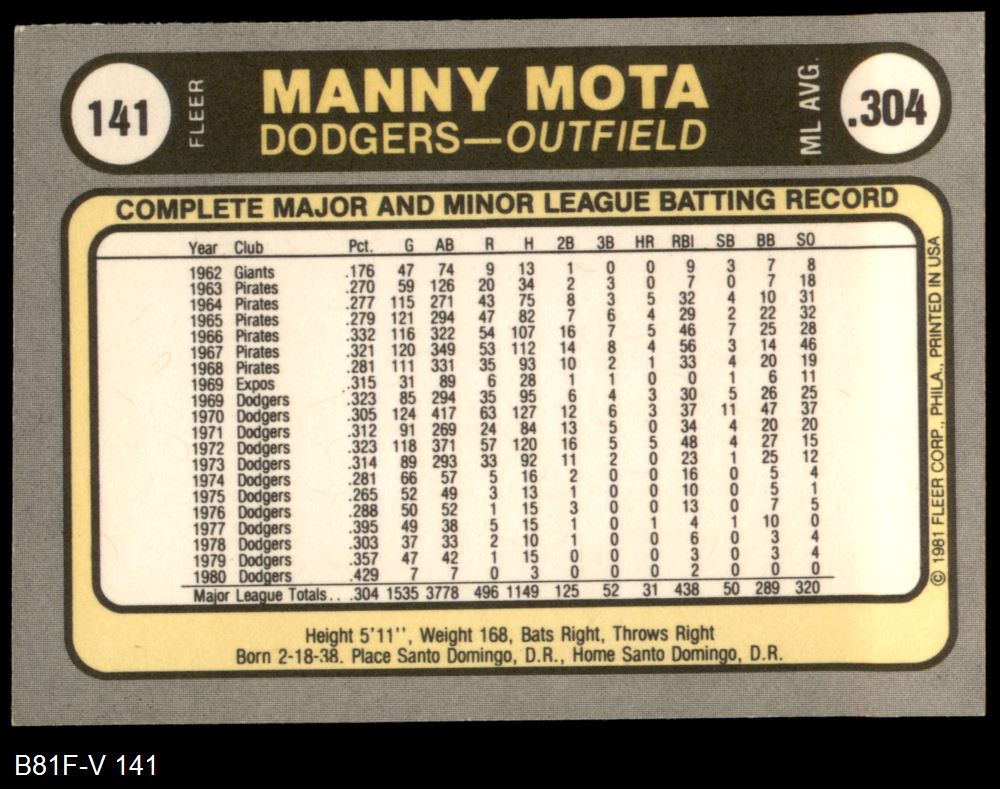 141 FLEER MANNY MOTA ML AVG. .304
DODGERS—OUTFIELD
COMPLETE MAJOR AND MINOR LEAGUE BATTING RECORD
Year Club Pct. G AB R H 2B 3B HR RBI SB BB SO
1962 Giants .176 47 74 9 13 1 0 0 9 3 7 8
1963 Pirates .270 59 126 20 34 2 3 0 7 0 7 18
1964 Pirates .277 115 271 43 75 8 3 5 32 4 10 31
1965 Pirates .279 121 294 47 82 7 6 4 29 2 22 32
1966 Pirates .332 116 322 54 107 16 7 5 46 7 25 28
1967 Pirates .321 120 349 53 112 14 8 4 56 3 14 46
1968 Pirates .281 111 331 35 93 10 2 1 33 4 20 19
1969 Expos .315 31 89 6 28 1 1 0 0 1 6 11
1969 Dodgers .323 85 294 35 95 6 4 3 30 5 26 25
1970 Dodgers .305 124 417 63 127 12 6 3 37 11 47 37
1971 Dodgers .312 91 269 24 84 13 5 0 34 4 20 20
1972 Dodgers .323 118 371 57 120 16 5 5 48 4 27 15
1973 Dodgers .314 89 293 33 92 11 2 0 23 1 25 12
1974 Dodgers .281 66 57 5 16 2 0 0 16 0 5 4
1975 Dodgers .265 52 49 3 13 1 0 0 10 0 5 1
1976 Dodgers .288 50 52 1 15 3 0 0 13 0 7 5
1977 Dodgers .395 49 38 5 15 1 0 1 4 1 10 0
1978 Dodgers .303 37 33 2 10 1 0 0 6 0 3 4
1979 Dodgers .357 47 42 1 15 0 0 0 3 0 3 4
1980 Dodgers .429 7 7 0 3 0 0 0 2 0 0 0
Major League Totals . . .304 1535 3778 496 1149 125 52 31 438 50 289 320
Height 5'11'', Weight 168, Bats Right, Throws Right
Born 2-18-38. Place Santo Domingo, D.R., Home Santo Domingo, D.R.
© 1981 FLEER CORP., PHILA., PRINTED IN USA
B81F-V 141